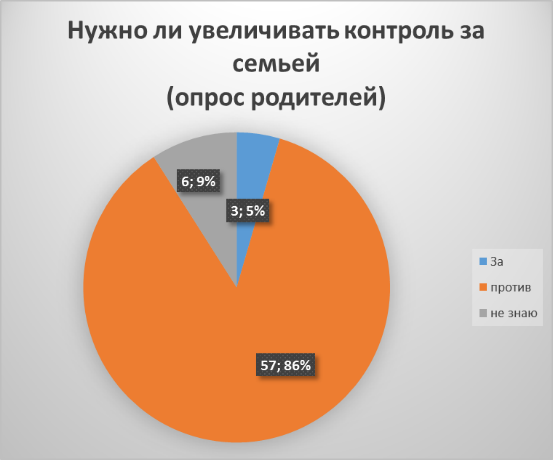 Нужно ли увеличивать контроль за
семьей
(опрос родителей)
6; 9%
3; 5%
57; 86%
За
против
не знаю